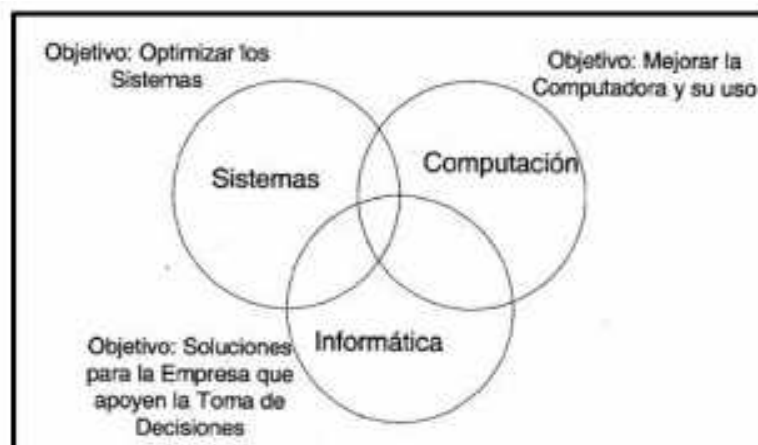 Objetivo: Optimizar los
Sistemas
Objetivo: Mejorar la
Computadora y su uso
Sistemas
Computación
Informática
Objetivo: Soluciones
para la Empresa que
apoyen la Toma de
Decisiones